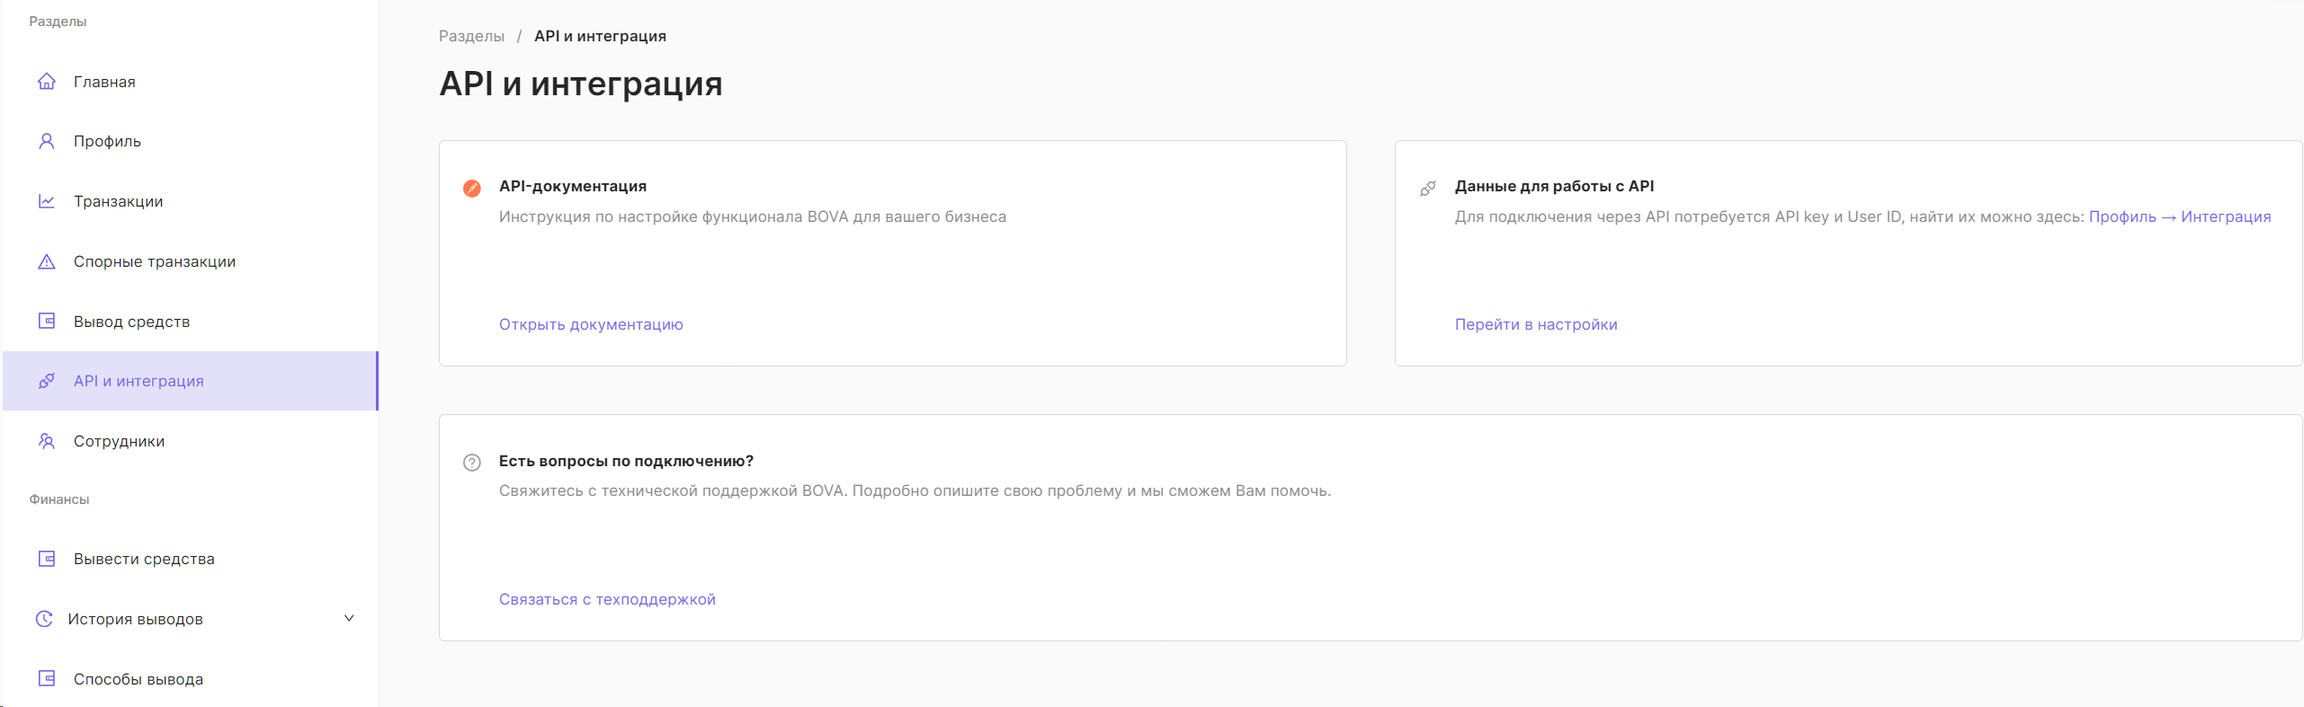 Разделы
Главная
Профиль
Транзакции
Спорные транзакции
Вывод средств
API и интеграция
Сотрудники
Финансы
Вывести средства
История выводов
Способы вывода
Разделы / API и интеграция
API и интеграция
API-документация
Инструкция по настройке функционала BOVA для вашего бизнеса
Открыть документацию
Данные для работы с API
Для подключения через API потребуется API key и User ID, найти их можно здесь: Профиль → Интеграция
Перейти в настройки
Есть вопросы по подключению?
Свяжитесь с технической поддержкой BOVA. Подробно опишите свою проблему и мы сможем Вам помочь.
Связаться с техподдержкой